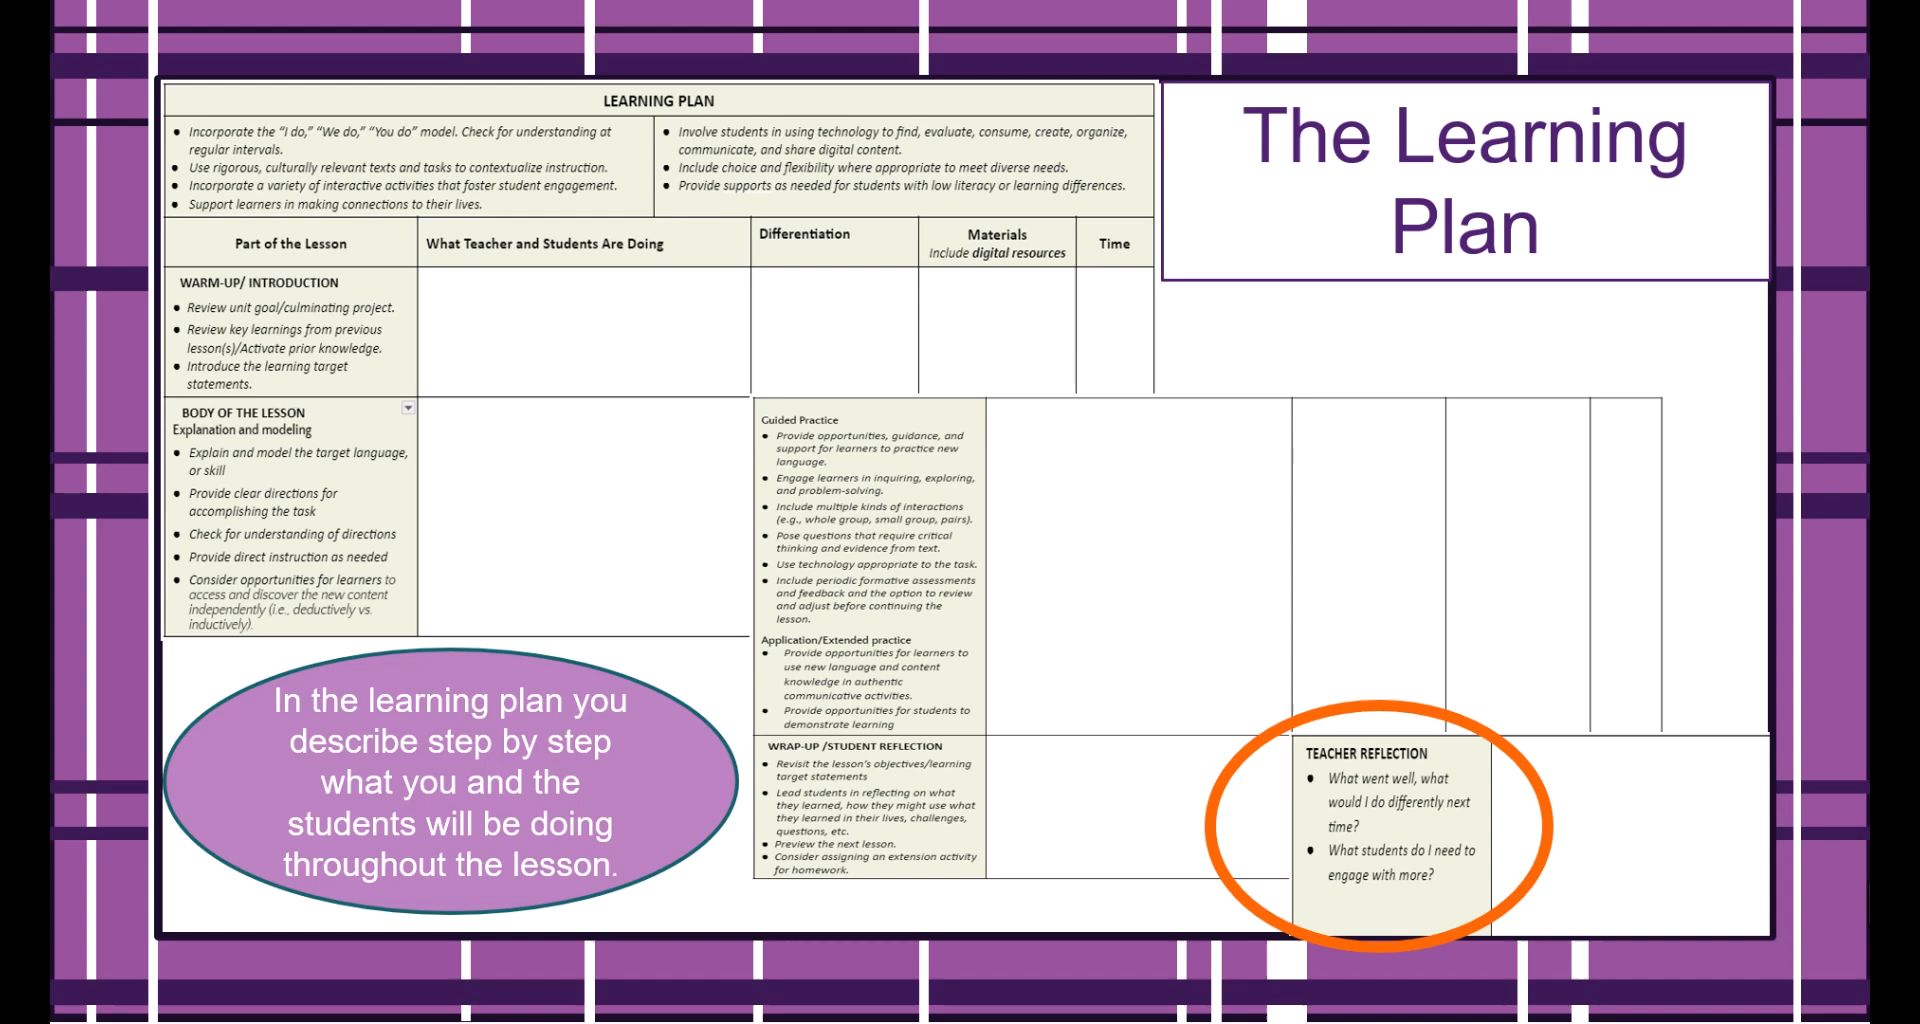 The Learning
Plan
LEARNING PLAN
● Incorporate the “I do,” “We do,” “You do” model. Check for understanding at
regular intervals.
● Use rigorous, culturally relevant texts and tasks to contextualize instruction.
● Incorporate a variety of interactive activities that foster student engagement.
● Support learners in making connections to their lives.
● Involve students in using technology to find, evaluate, consume, create, organize,
communicate, and share digital content.
● Include choice and flexibility where appropriate to meet diverse needs.
● Provide supports as needed for students with low literacy or learning differences.
Part of the Lesson
What Teacher and Students Are Doing
Differentiation
Materials
Include digital resources
Time
WARM-UP/ INTRODUCTION
● Review unit goal/culminating project.
● Review key learnings from previous
lesson(s)/Activate prior knowledge.
● Introduce the learning target
statements.
BODY OF THE LESSON
Explanation and modeling
● Explain and model the target language,
or skill
● Provide clear directions for
accomplishing the task
● Check for understanding of directions
● Provide direct instruction as needed
● Consider opportunities for learners to
access and discover the new content
independently (i.e., deductively vs.
inductively).
Guided Practice
● Provide opportunities, guidance, and
support for learners to practice new
language.
● Engage learners in inquiring, exploring,
and problem-solving.
● Include multiple kinds of interactions
(e.g., whole group, small group, pairs).
● Pose questions that require critical
thinking and evidence from text.
● Use technology appropriate to the task.
● Include periodic formative assessments
and feedback and the option to review
and adjust before continuing the
lesson.
Application/Extended practice
● Provide opportunities for learners to
use new language and content
knowledge in authentic
communicative activities.
● Provide opportunities for students to
demonstrate learning
WRAP-UP /STUDENT REFLECTION
● Revisit the lesson’s objectives/learning
target statements
● Lead students in reflecting on what
they learned, how they might use what
they learned in their lives, challenges,
questions, etc.
● Preview the next lesson.
● Consider assigning an extension activity
for homework.
TEACHER REFLECTION
● What went well, what
would I do differently next
time?
● What students do I need to
engage with more?
In the learning plan you
describe step by step
what you and the
students will be doing
throughout the lesson.